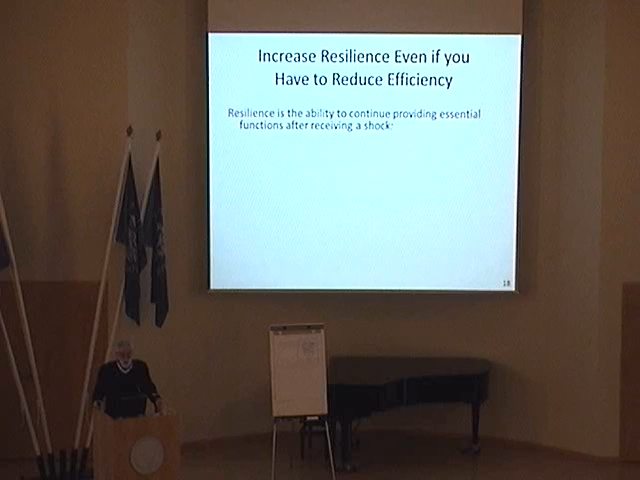 Increase Resilience Even if you
Have to Reduce Efficiency
Resilience is the ability to continue providing essential
functions after receiving a shock:
18